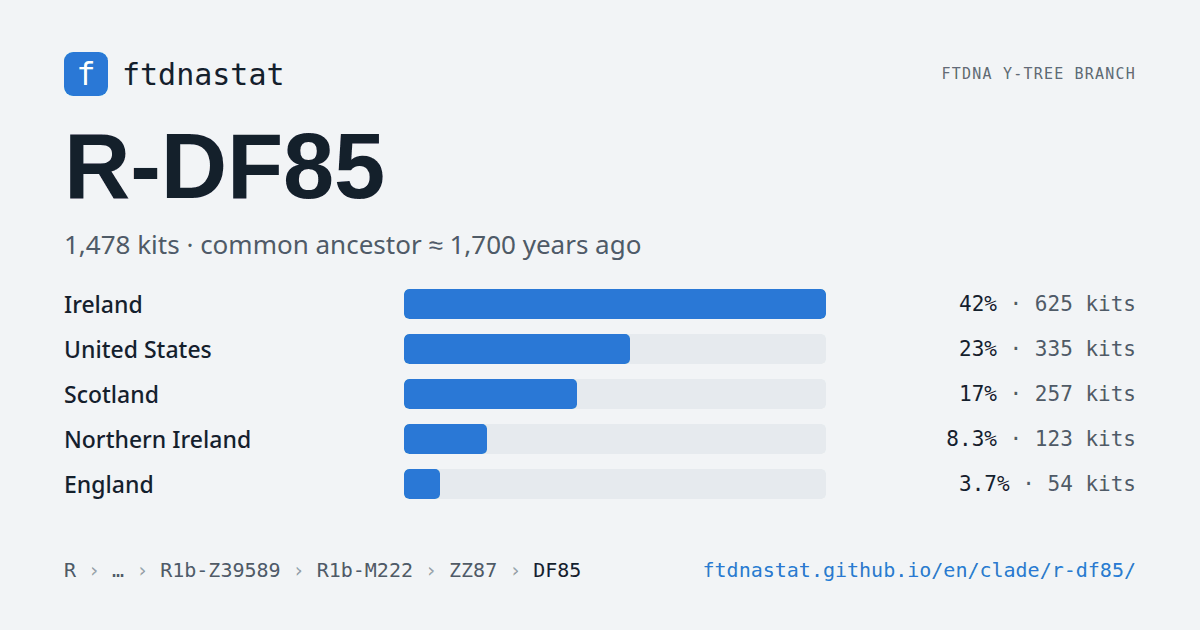 f ftdnastat
FTDNA Y-TREE BRANCH
R-DF85
1,478 kits · common ancestor ≈ 1,700 years ago
Ireland 42% · 625 kits
United States 23% · 335 kits
Scotland 17% · 257 kits
Northern Ireland 8.3% · 123 kits
England 3.7% · 54 kits
R › … › R1b-Z39589 › R1b-M222 › ZZ87 › DF85
ftdnastat.github.io/en/clade/r-df85/